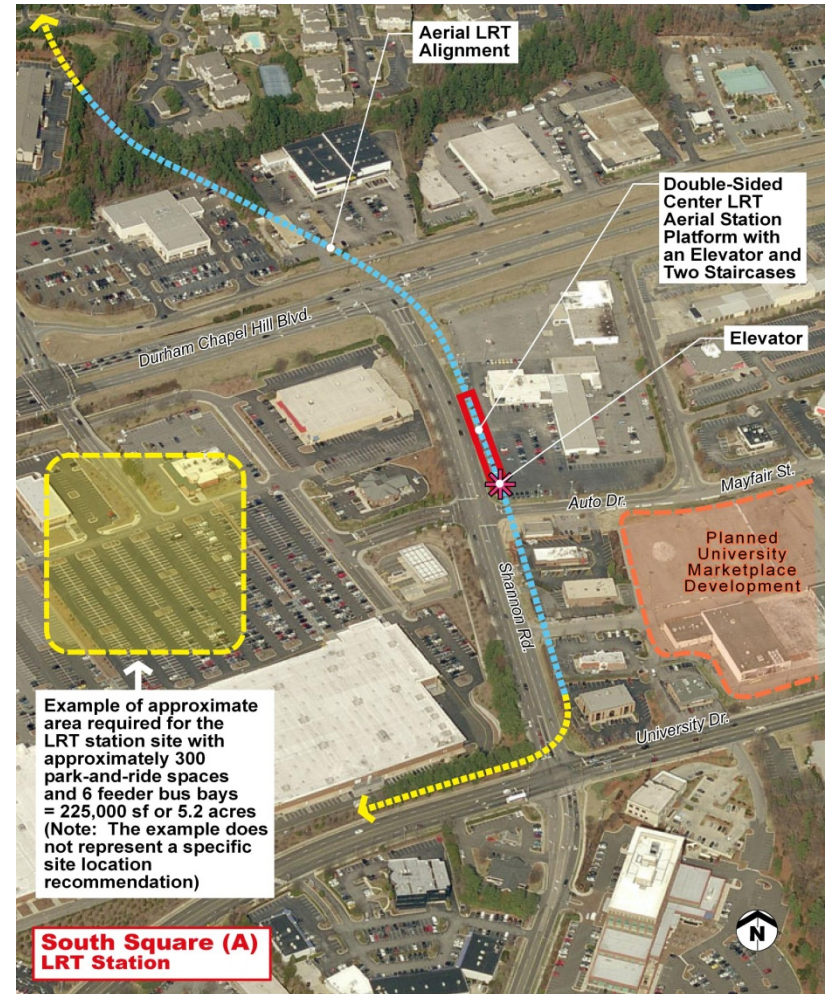 Aerial LRT
Alignment
Double-Sided
Center LRT
Aerial Station
Platform with
an Elevator and
Two Staircases
Durham Chapel Hill Blvd.
Elevator
Mayfair St.
Auto Dr.
Planned
University
Marketplace
Development
Shannon Rd.
University Dr.
Example of approximate
area required for the
LRT station site with
approximately 300
park-and-ride spaces
and 6 feeder bus bays
= 225,000 sf or 5.2 acres
(Note:  The example does
not represent a specific
site location
recommendation)
South Square (A)
LRT Station
N